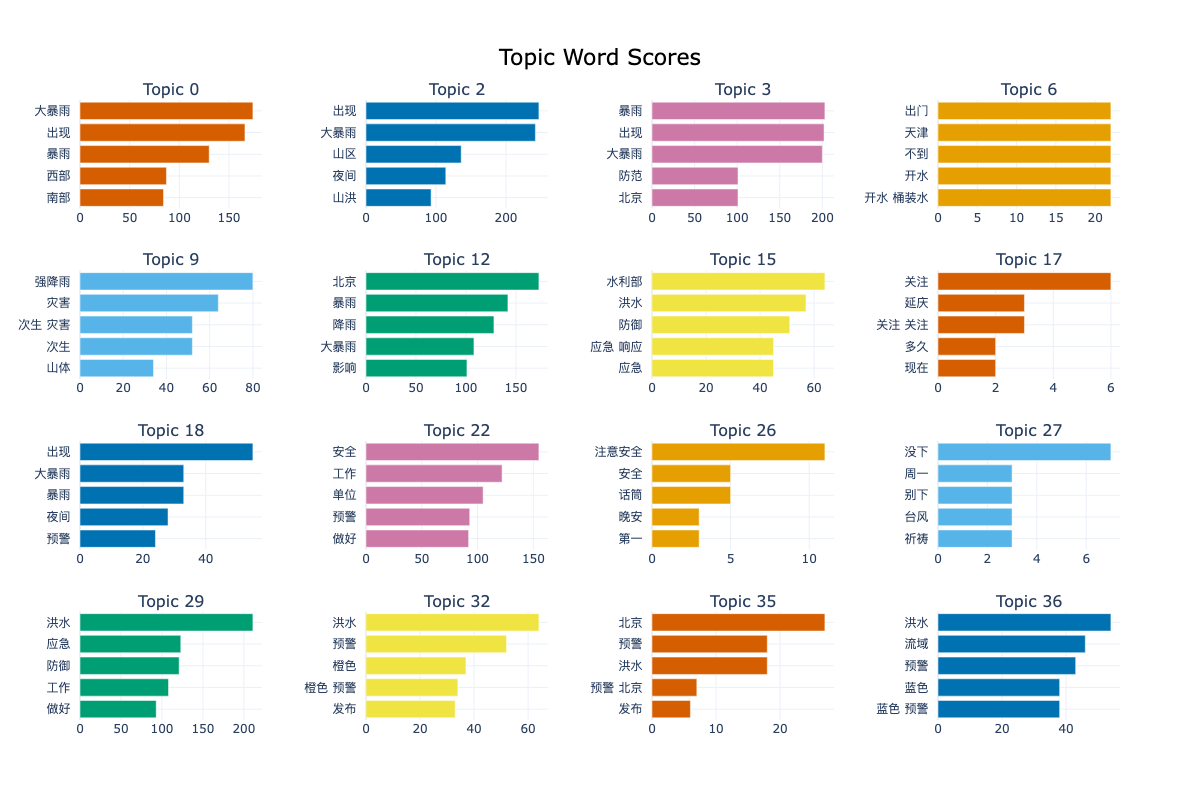 Topic Word Scores
Topic 0
大暴雨
出现
暴雨
西部
南部
0 50 100 150
Topic 2
出现
大暴雨
山区
夜间
山洪
0 100 200
Topic 3
暴雨
出现
大暴雨
防范
北京
0 50 100 150 200
Topic 6
出门
天津
不到
开水
开水 桶装水
0 5 10 15 20
Topic 9
强降雨
灾害
次生 灾害
次生
山体
0 20 40 60 80
Topic 12
北京
暴雨
降雨
大暴雨
影响
0 50 100 150
Topic 15
水利部
洪水
防御
应急 响应
应急
0 20 40 60
Topic 17
关注
延庆
关注 关注
多久
现在
0 2 4 6
Topic 18
出现
大暴雨
暴雨
夜间
预警
0 20 40
Topic 22
安全
工作
单位
预警
做好
0 50 100 150
Topic 26
注意安全
安全
话筒
晚安
第一
0 5 10
Topic 27
没下
周一
别下
台风
祈祷
0 2 4 6
Topic 29
洪水
应急
防御
工作
做好
0 50 100 150 200
Topic 32
洪水
预警
橙色
橙色 预警
发布
0 20 40 60
Topic 35
北京
预警
洪水
预警 北京
发布
0 10 20
Topic 36
洪水
流域
预警
蓝色
蓝色 预警
0 20 40